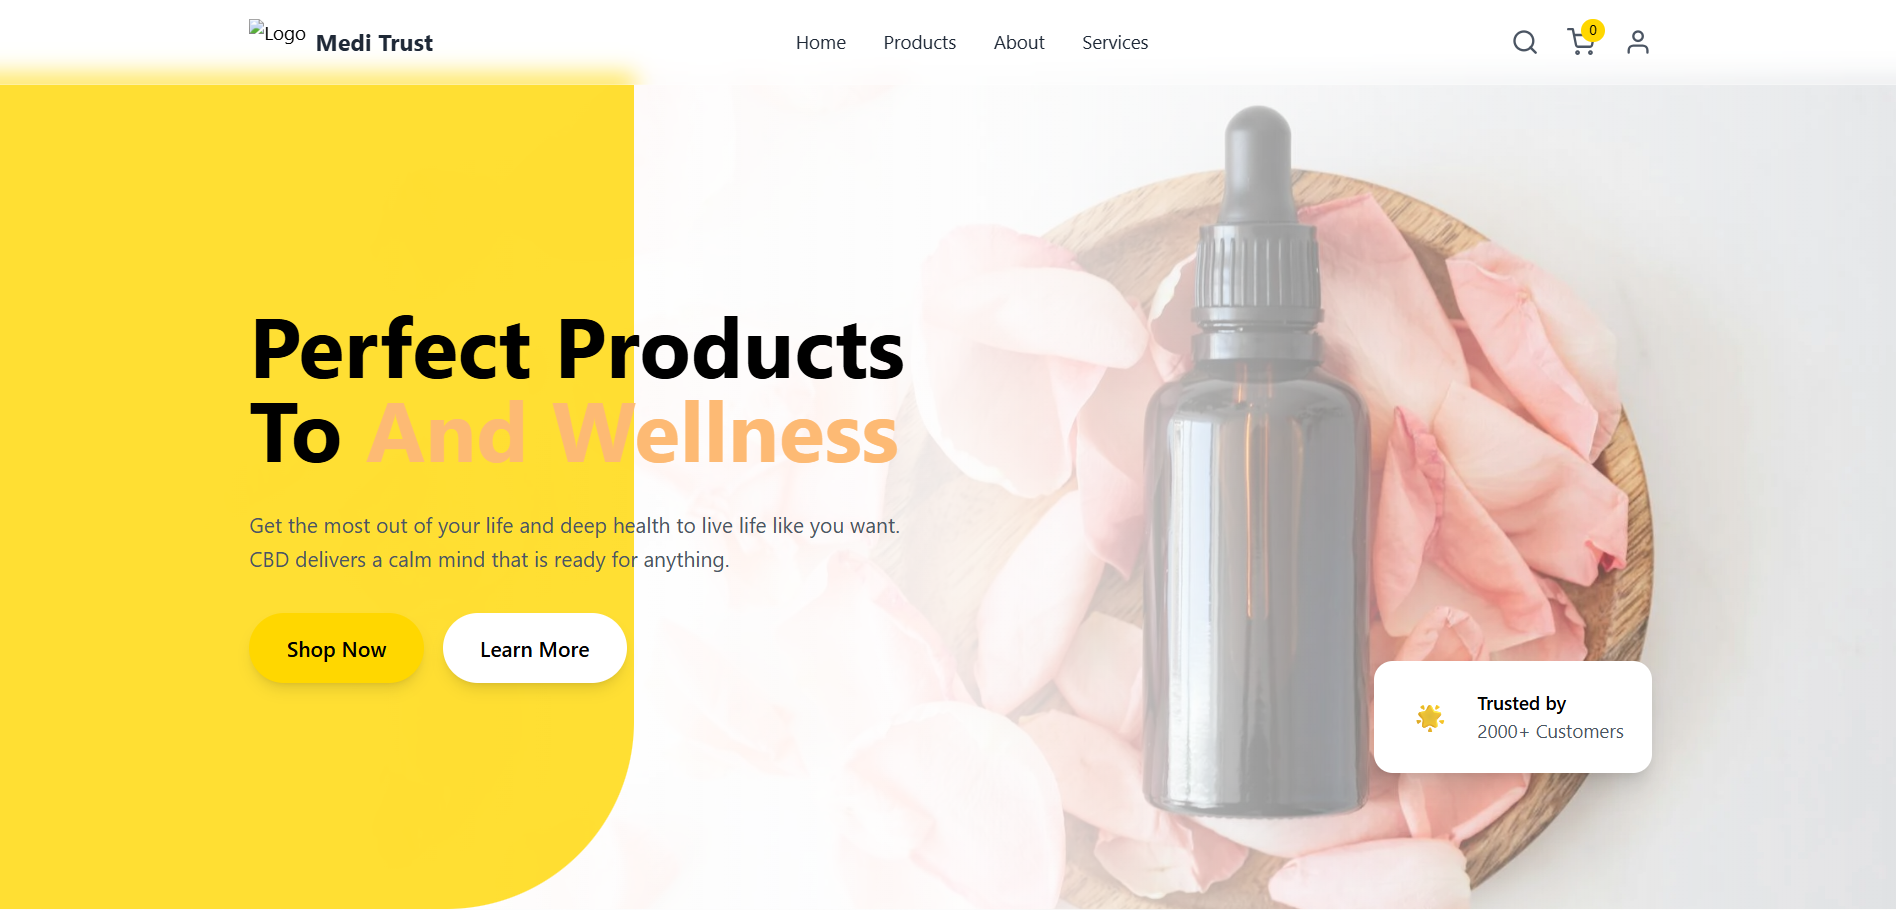 Logo
Medi Trust
Home
Products
About
Services
0
Perfect Products
To And Wellness
Get the most out of your life and deep health to live life like you want.
CBD delivers a calm mind that is ready for anything.
Shop Now
Learn More
Trusted by
2000+ Customers